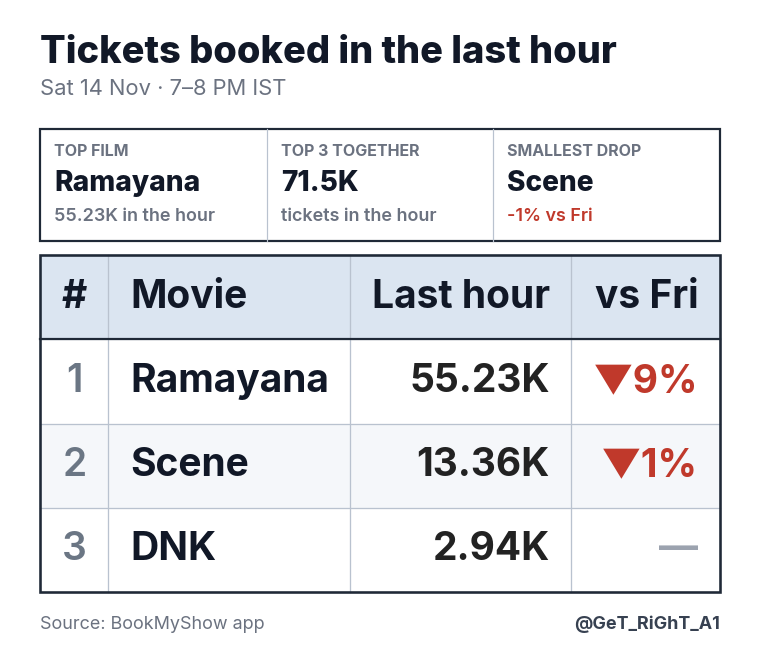 Tickets booked in the last hour
Sat 14 Nov · 7–8 PM IST
TOP FILM
Ramayana
55.23K in the hour
TOP 3 TOGETHER
71.5K
tickets in the hour
SMALLEST DROP
Scene
-1% vs Fri
# Movie Last hour vs Fri
1 Ramayana 55.23K ▼9%
2 Scene 13.36K ▼1%
3 DNK 2.94K —
Source: BookMyShow app @GeT_RiGhT_A1